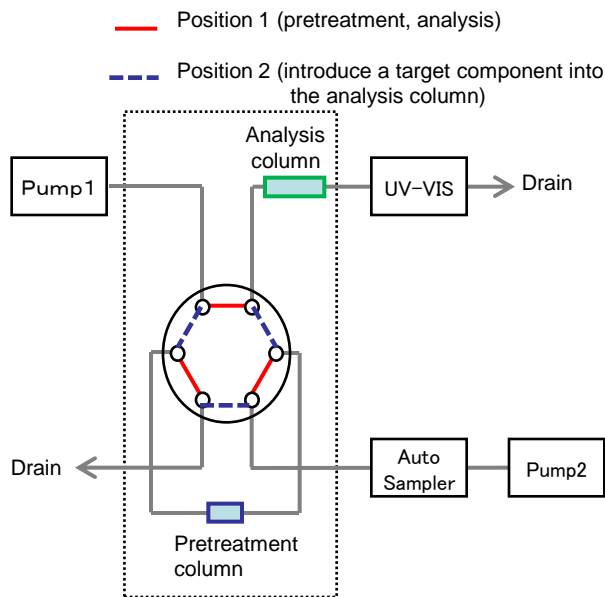 Position 1 (pretreatment, analysis)
Position 2 (introduce a target component into
the analysis column)
Analysis
column
Pump1
UV-VIS
Drain
Drain
Auto
Sampler
Pump2
Pretreatment
column